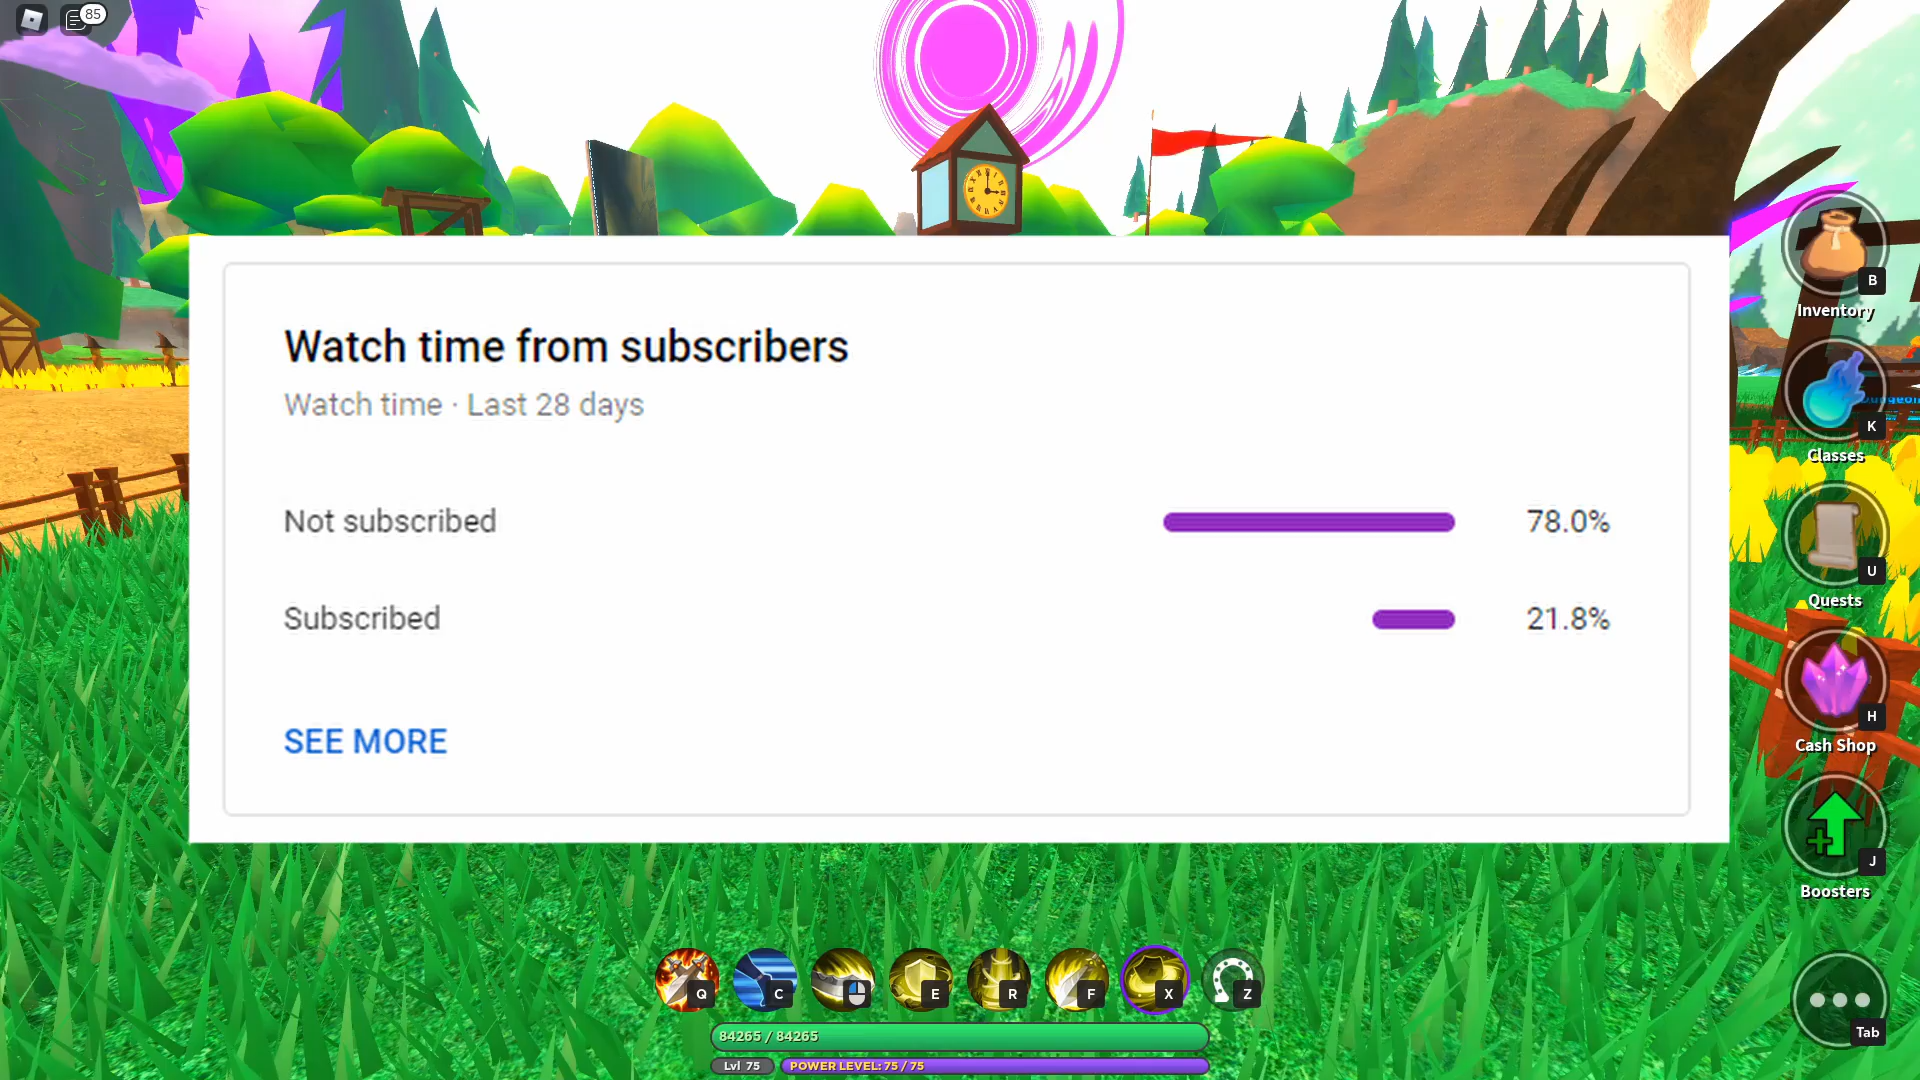 85
Watch time from subscribers
Watch time · Last 28 days
Not subscribed 78.0%
Subscribed 21.8%
SEE MORE
B
Inventory
Dungeon
K
Classes
U
Quests
H
Cash Shop
J
Boosters
Tab
Q C E R F X Z
84265 / 84265
Lvl 75 POWER LEVEL: 75 / 75